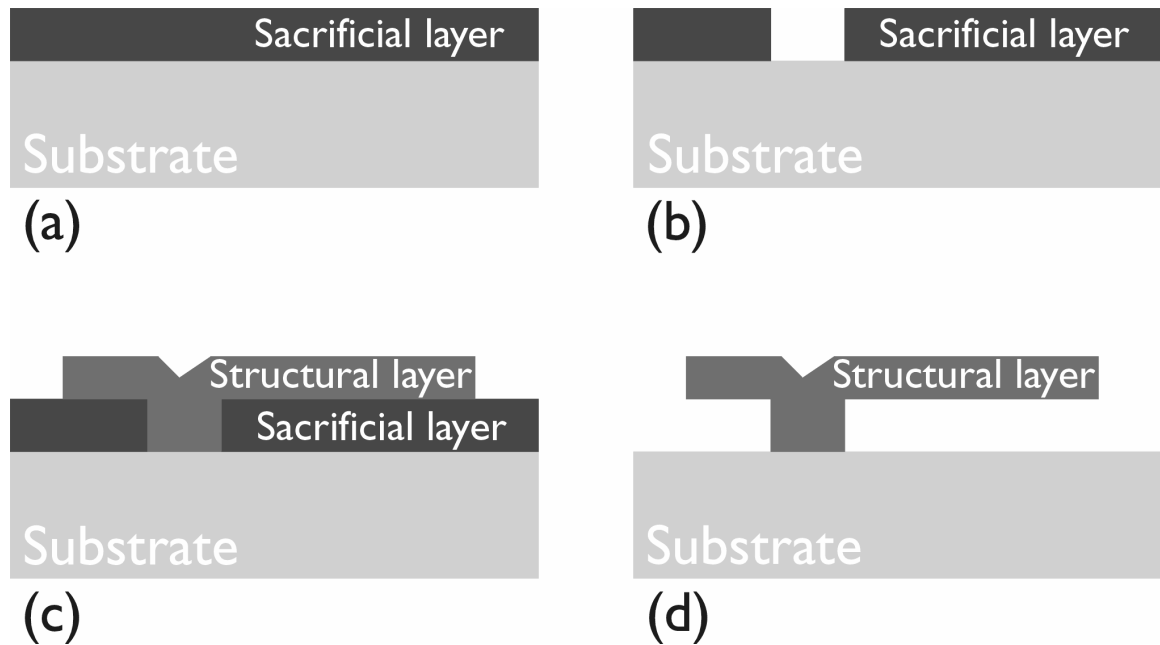 Sacrificial layer
Substrate
(a)
Sacrificial layer
Substrate
(b)
Structural layer
Sacrificial layer
Substrate
(c)
Structural layer
Substrate
(d)